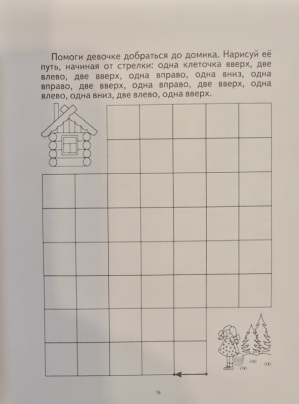 Помоги девочке добраться до домика. Нарисуй её
путь, начиная от стрелки: одна клеточка вверх, две
влево, две вверх, одна вправо, одна вниз, одна
вправо, две вверх, одна вправо, две вверх, одна
влево, одна вниз, две влево, одна вверх.